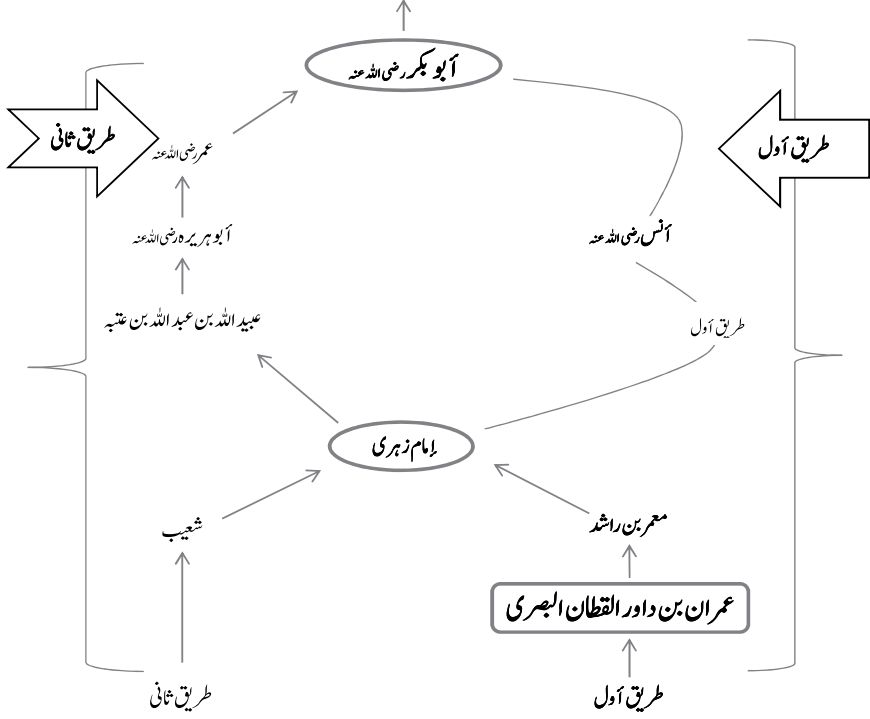 أبو بکر رضی اللہ عنہ
طریق ثانی
طریق أول
عمر رضی اللہ عنہ
أبو ہریرہ رضی اللہ عنہ
أنس رضی اللہ عنہ
عبید اللہ بن عبد اللہ بن عتبہ
طریق أول
إمام زہری
شعیب
معمر بن راشد
عمران بن داور القطان البصری
طریق ثانی
طریق أول